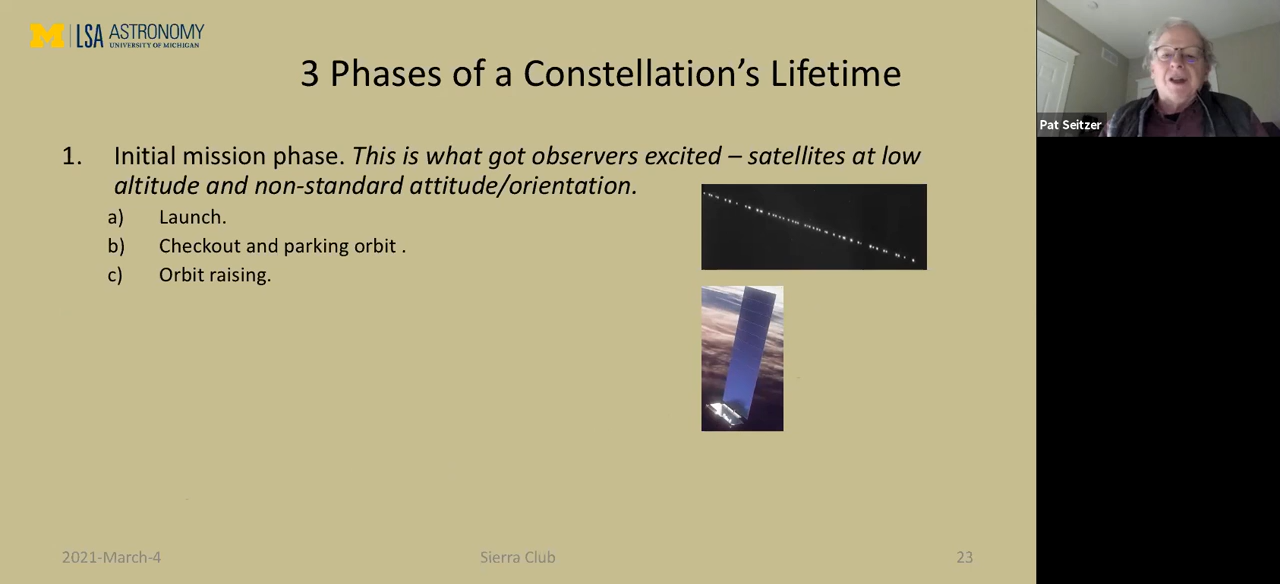 M | LSA ASTRONOMY
UNIVERSITY OF MICHIGAN
3 Phases of a Constellation’s Lifetime
1. Initial mission phase. This is what got observers excited – satellites at low
altitude and non-standard attitude/orientation.
a) Launch.
b) Checkout and parking orbit .
c) Orbit raising.
2021-March-4
Sierra Club
23
Pat Seitzer